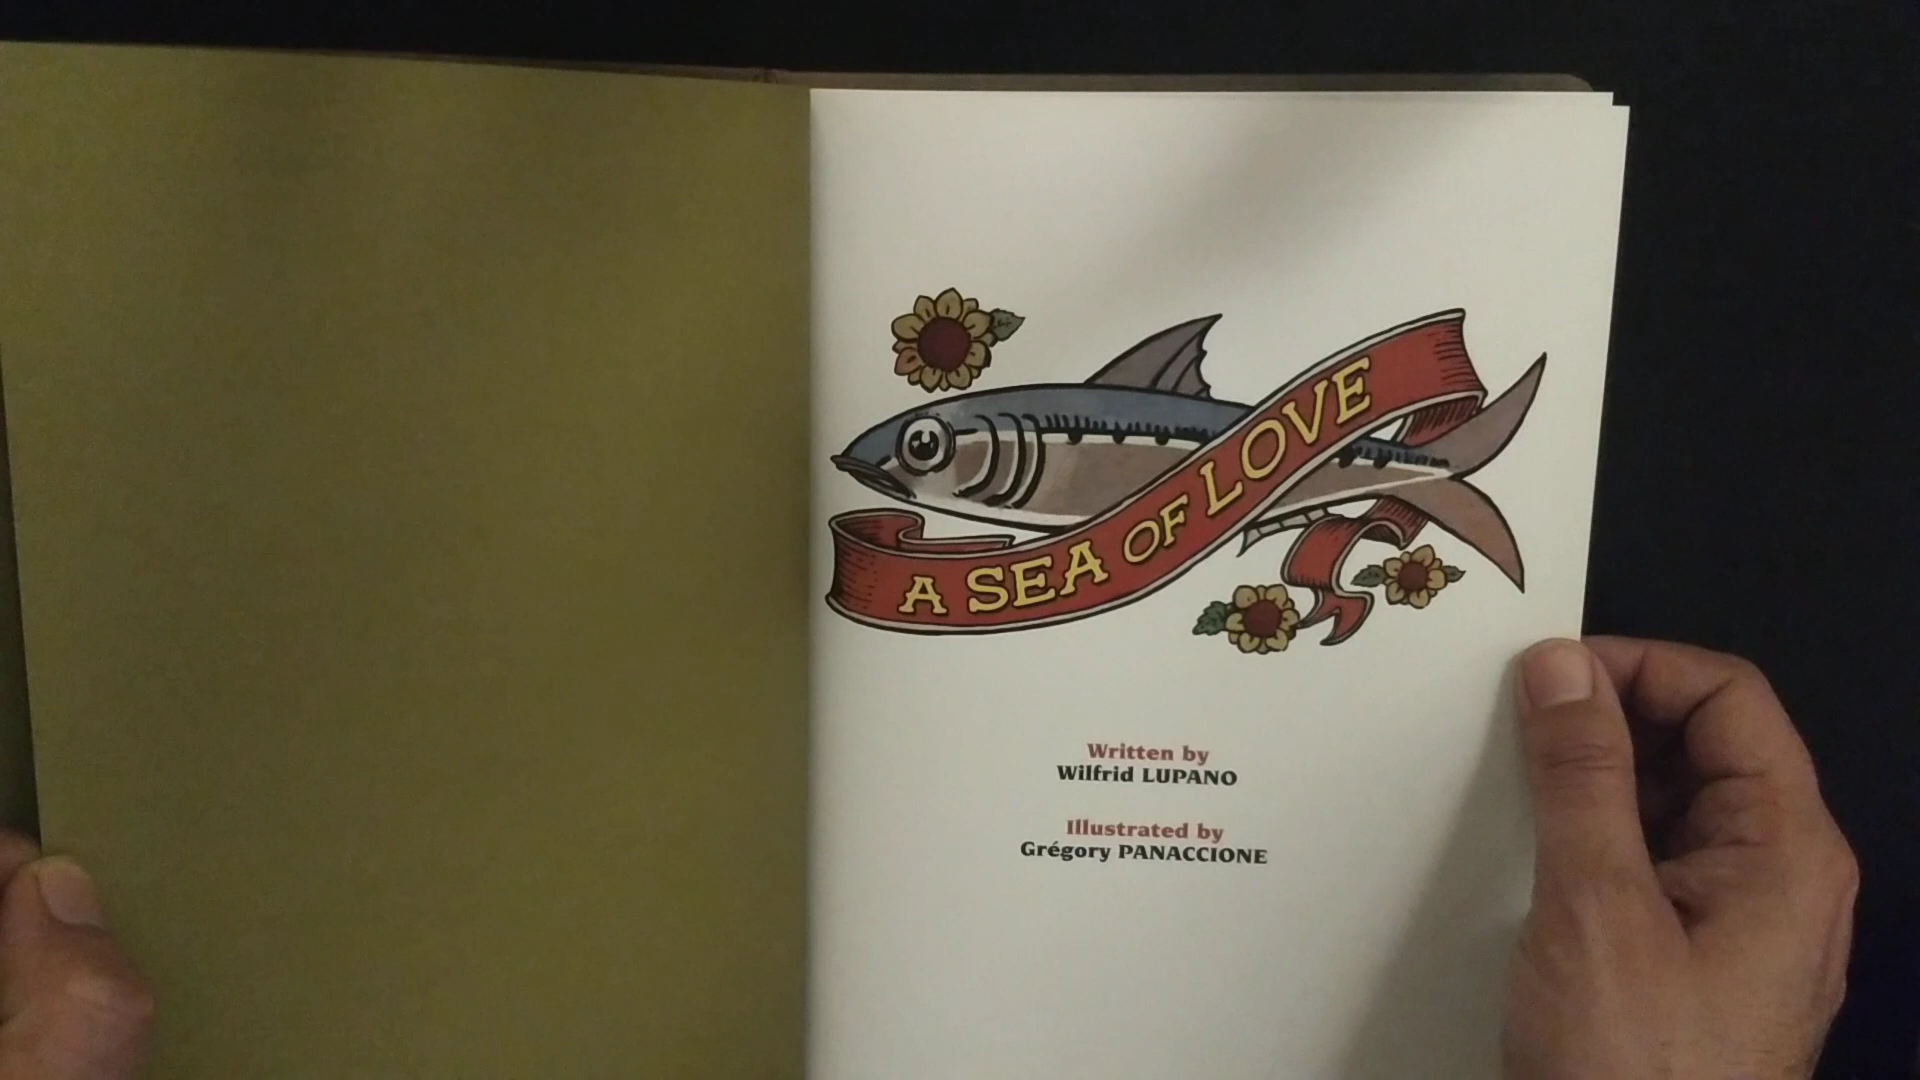 A SEA OF LOVE
Written by
Wilfrid LUPANO
Illustrated by
Grégory PANACCIONE